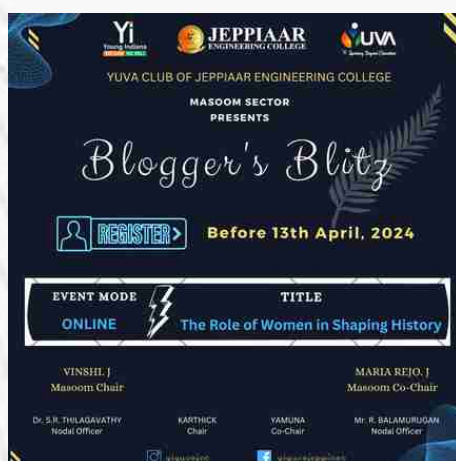 Yi
Young Indians
JEPPIAAR
ENGINEERING COLLEGE
YUVA
YUVA CLUB OF JEPPIAAR ENGINEERING COLLEGE
MASOOM SECTOR
PRESENTS
Blogger's Blitz
REGISTER>
Before 13th April, 2024
EVENT MODE
TITLE
ONLINE
The Role of Women in Shaping History
VINSHI. J
Masoom Chair
MARIA REJO. J
Masoom Co-Chair
Dr. S.R. THILAGAVATHY
Nodal Officer
KARTHICK
Chair
YAMUNA
Co-Chair
Mr. R. BALAMURUGAN
Nodal Officer